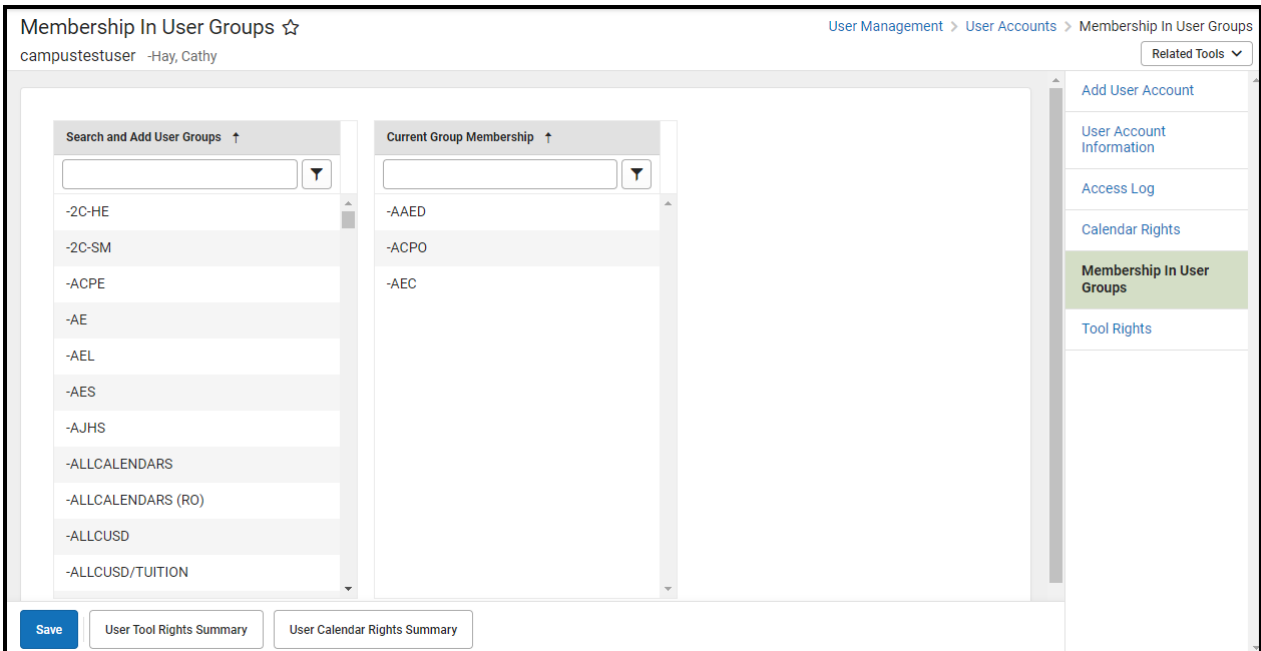 Membership In User Groups
User Management > User Accounts > Membership In User Groups
campustestuser -Hay, Cathy
Related Tools
Search and Add User Groups ↑
Current Group Membership ↑
-2C-HE
-2C-SM
-ACPE
-AE
-AEL
-AES
-AJHS
-ALLCALENDARS
-ALLCALENDARS (RO)
-ALLCUSD
-ALLCUSD/TUITION
-AAED
-ACPO
-AEC
Add User Account
User Account
Information
Access Log
Calendar Rights
Membership In User
Groups
Tool Rights
Save
User Tool Rights Summary
User Calendar Rights Summary